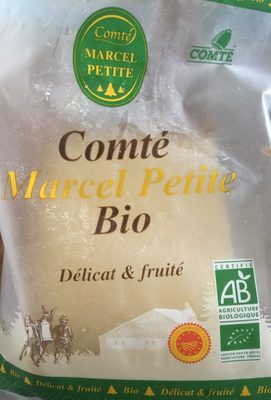 Bio
Comté
MARCEL
PETITE
COMTÉ
Comté
Marcel Petite
Bio
Délicat & fruité
CERTIFIÉ
AB
AGRICULTURE
BIOLOGIQUE
Bio Délicat & fruité Bio Délicat & fruité Bio